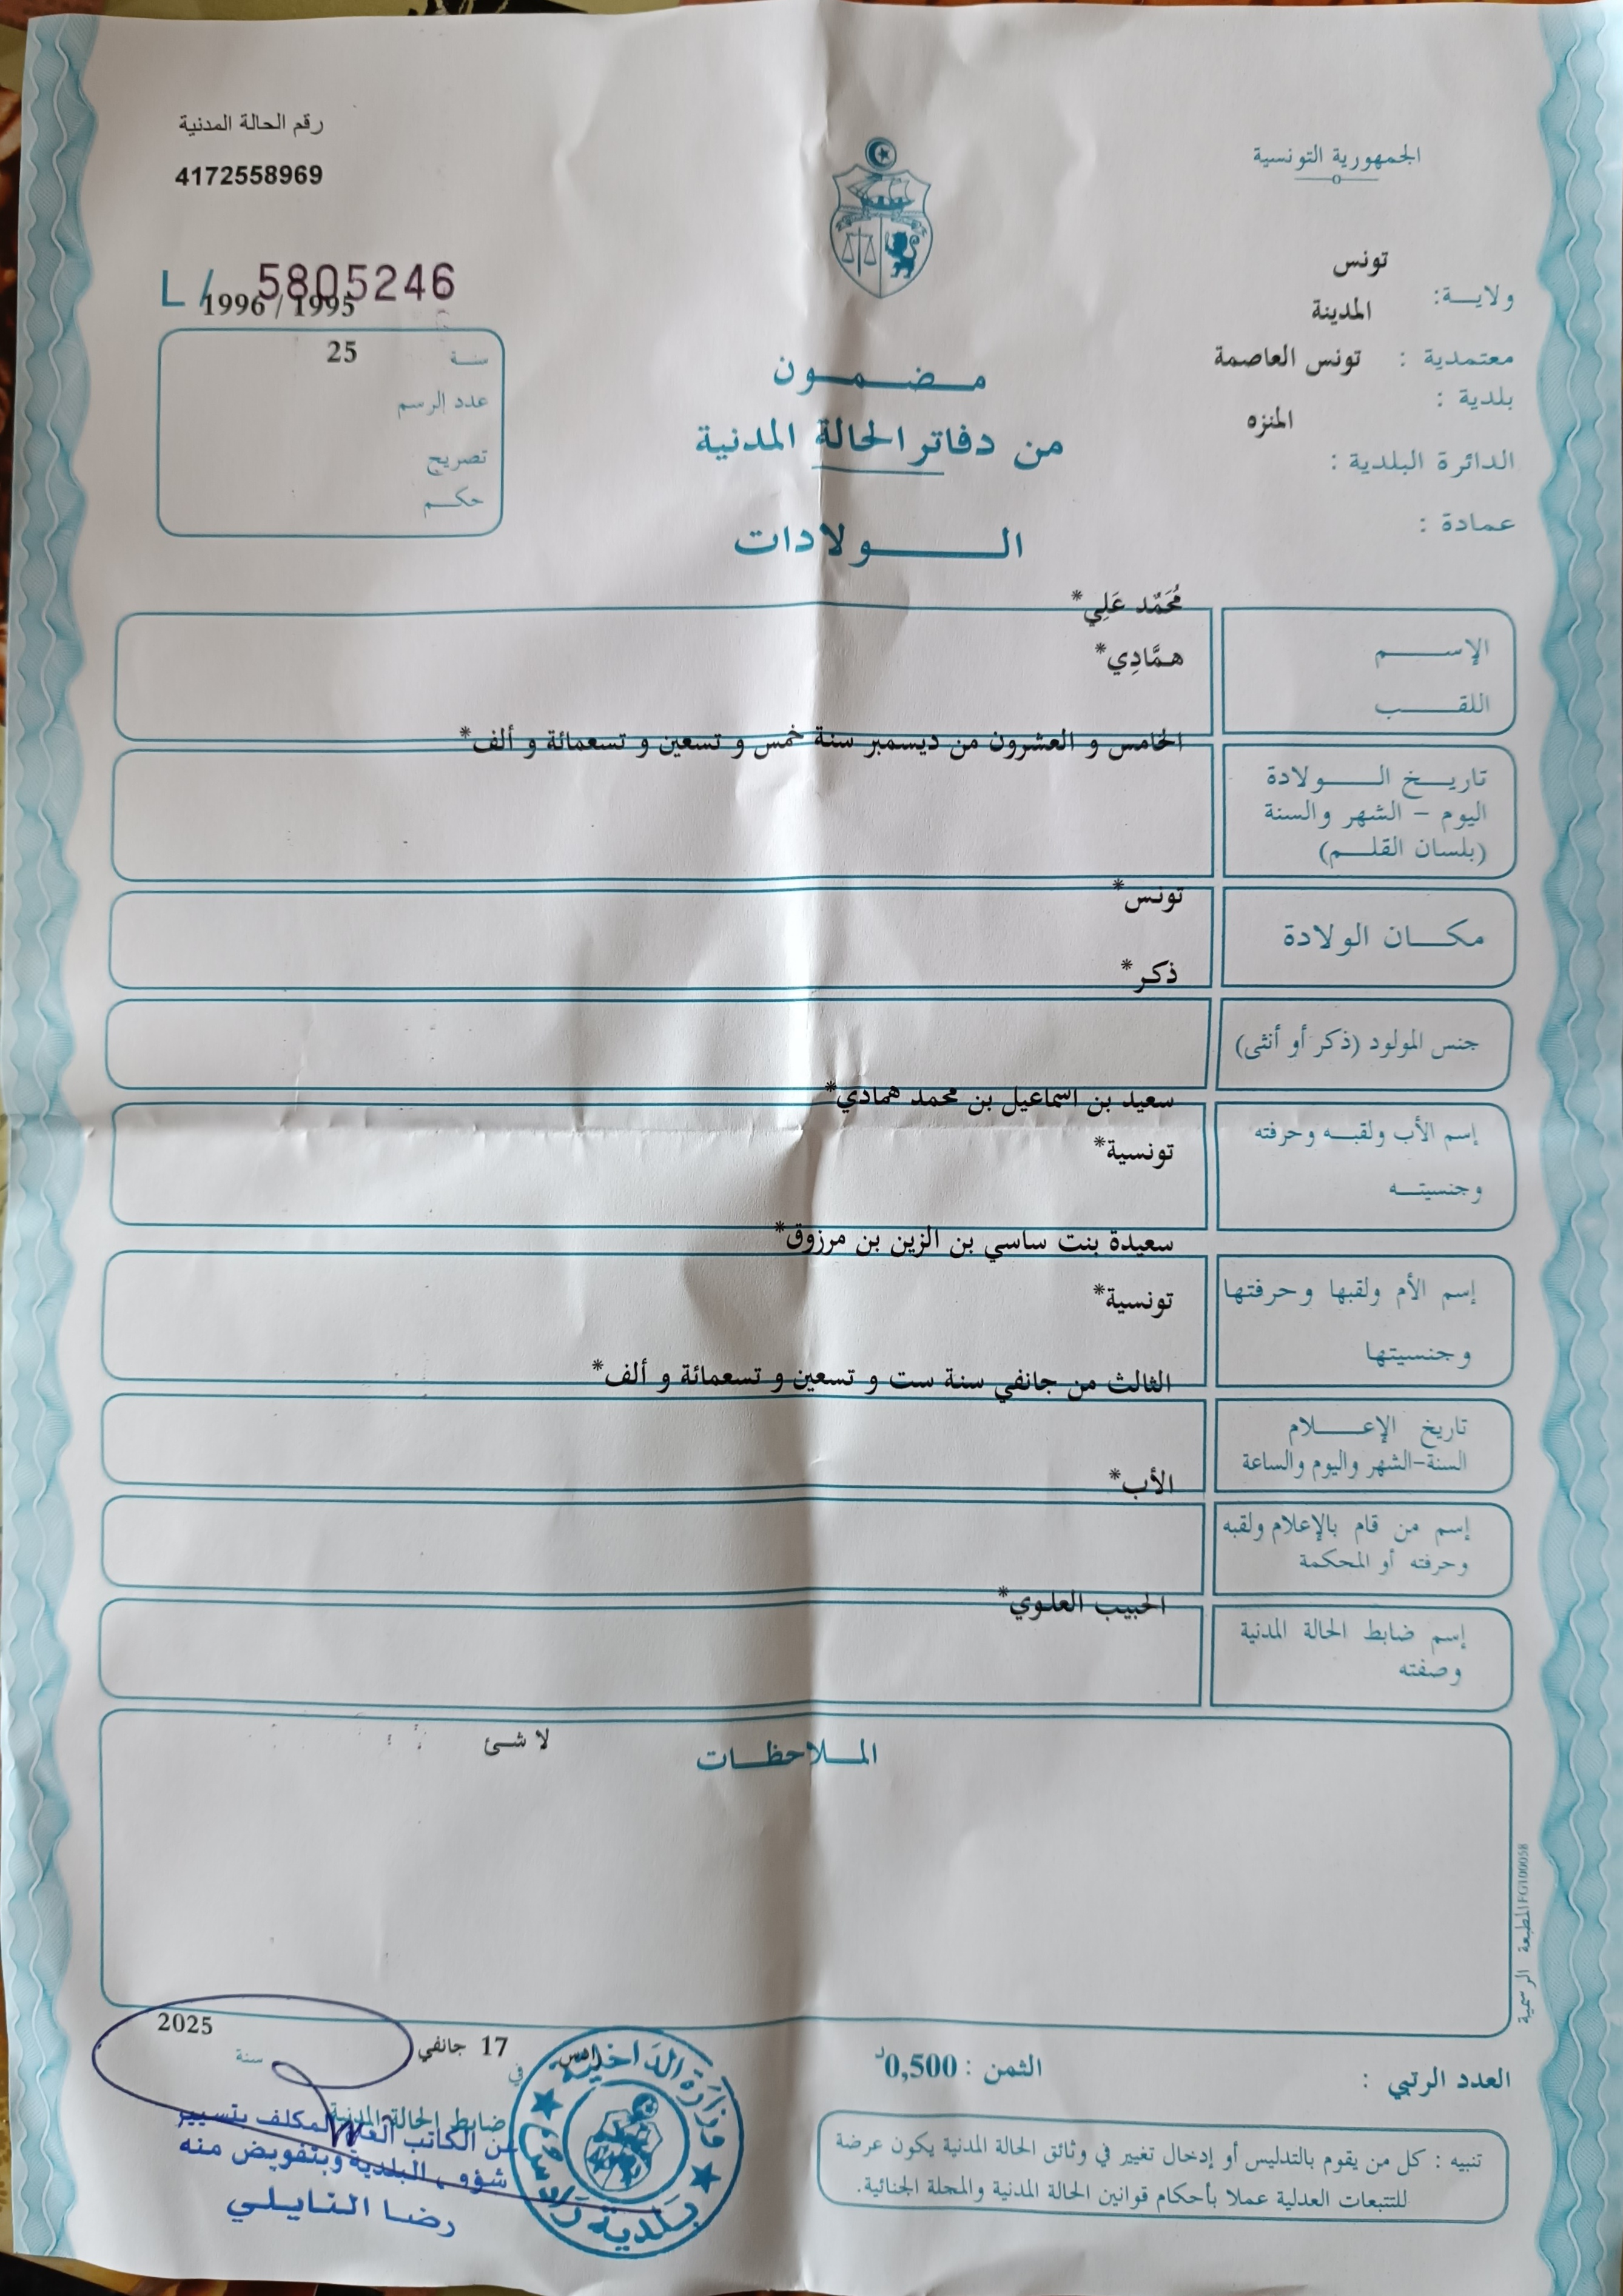 الجمهورية التونسية
رقم الحالة المدنية
4172558969
تونس
ولايــة:
المدينة
معتمدية : تونس العاصمة
بلدية :
المنزه
الدائرة البلدية :
عمادة :
L/ 5805246
1996 / 1995
سنة 25
عدد الرسم
تصريح
حكم
مضمون
من دفاتر الحالة المدنية
الولادات
مُحَمَّد عَلِي*
الإسم
همَّادِي*
اللقب
الخامس و العشرون من ديسمبر سنة خمس و تسعين و تسعمائة و ألف*
تاريخ الولادة
اليوم – الشهر والسنة
(بلسان القلم)
تونس*
مكان الولادة
ذكر*
جنس المولود (ذكر أو أنثى)
سعيد بن اسماعيل بن محمد همادي*
إسم الأب ولقبه وحرفته
تونسية*
وجنسيته
سعيدة بنت ساسي بن الزين بن مرزوق*
إسم الأم ولقبها وحرفتها
تونسية*
وجنسيتها
الثالث من جانفي سنة ست و تسعين و تسعمائة و ألف*
تاريخ الإعلام
السنة-الشهر واليوم والساعة
الأب*
إسم من قام بالإعلام ولقبه
وحرفته أو المحكمة
الحبيب العلوي*
إسم ضابط الحالة المدنية
وصفته
الملاحظات
لا شئ
المطبعة الرسمية
العدد الرتبي :
الثمن : 0,500د
تنبيه : كل من يقوم بالتدليس أو إدخال تغيير في وثائق الحالة المدنية يكون عرضة
للتتبعات العدلية عملا بأحكام قوانين الحالة المدنية والمجلة الجنائية.
في 17 جانفي سنة 2025
ضابط الحالة المدنية
عن الكاتب العام المكلف بتسيير
شؤون البلدية وبتفويض منه
رضا النايلي
وزارة الداخلية
بلدية